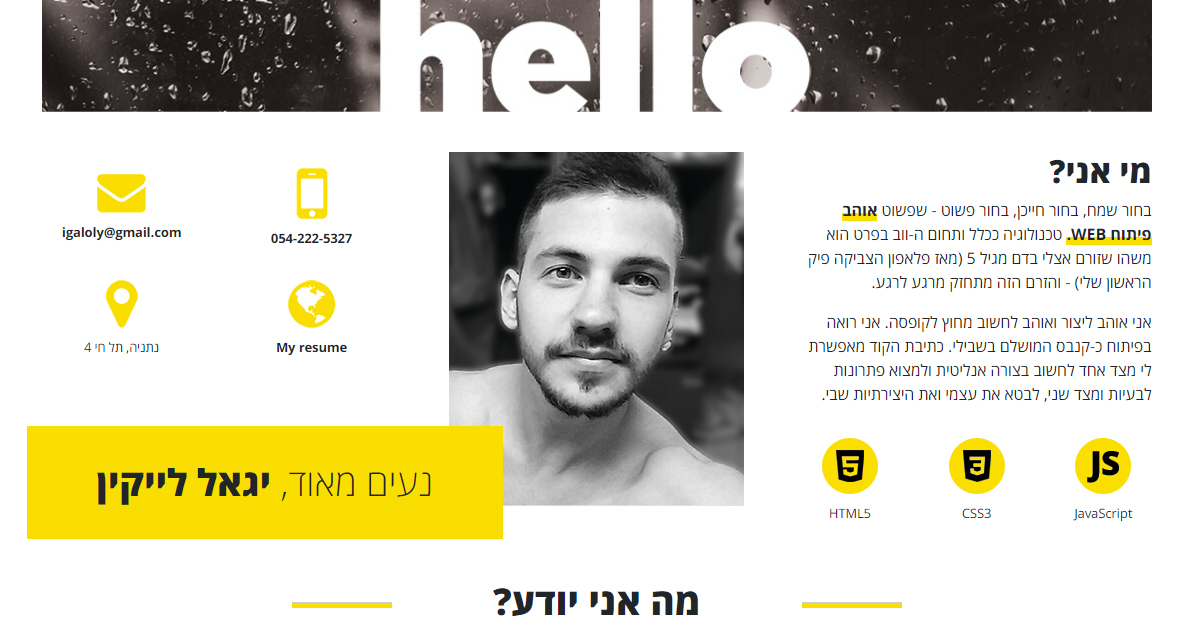 hello
מי אני?
בחור שמח, בחור חייכן, בחור פשוט - שפשוט אוהב
פיתוח WEB. טכנולוגיה ככלל ותחום ה-ווב בפרט הוא
משהו שזורם אצלי בדם מגיל 5 (מאז פלאפון הצביקה פיק
הראשון שלי) - והזרם הזה מתחזק מרגע לרגע.
אני אוהב ליצור ואוהב לחשוב מחוץ לקופסה. אני רואה
בפיתוח כ-קנבס המושלם בשבילי. כתיבת הקוד מאפשרת
לי מצד אחד לחשוב בצורה אנליטית ולמצוא פתרונות
לבעיות ומצד שני, לבטא את עצמי ואת היצירתיות שבי.
JS
JavaScript
3
CSS3
5
HTML5
054-222-5327
igaloly@gmail.com
My resume
נתניה, תל חי 4
נעים מאוד, יגאל לייקין
מה אני יודע?